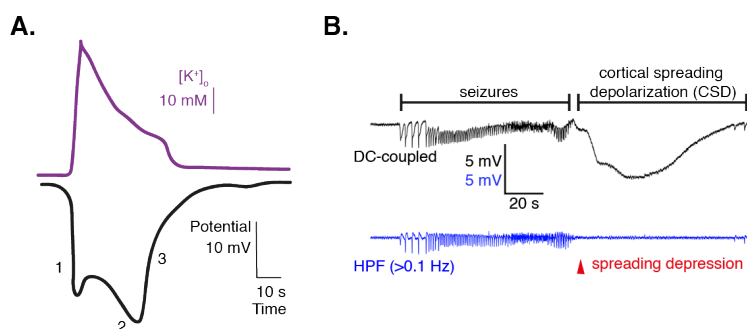 A.
[K+]o
10 mM
Potential
10 mV
10 s
Time
1
2
3
B.
seizures
cortical spreading
depolarization (CSD)
DC-coupled
5 mV
5 mV
20 s
HPF (>0.1 Hz)
spreading depression